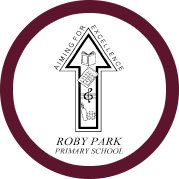 AIMING FOR EXCELLENCE
ROBY PARK
PRIMARY SCHOOL